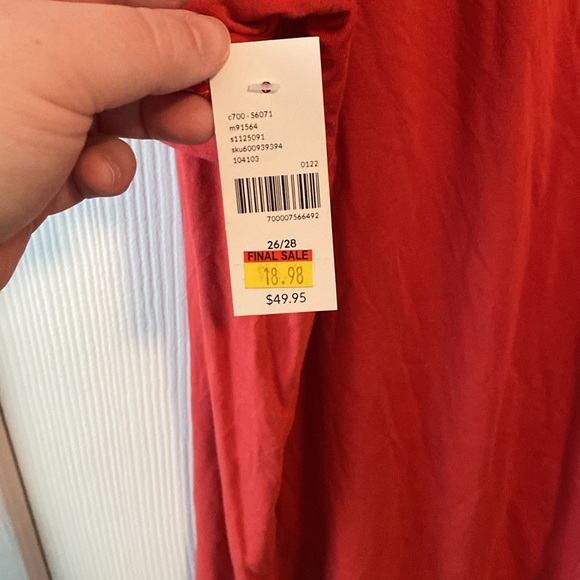 c700 - 56071
m91564
s1125091
sku600939394
104103
0122
700007566492
26/28
FINAL SALE
18.98
$49.95